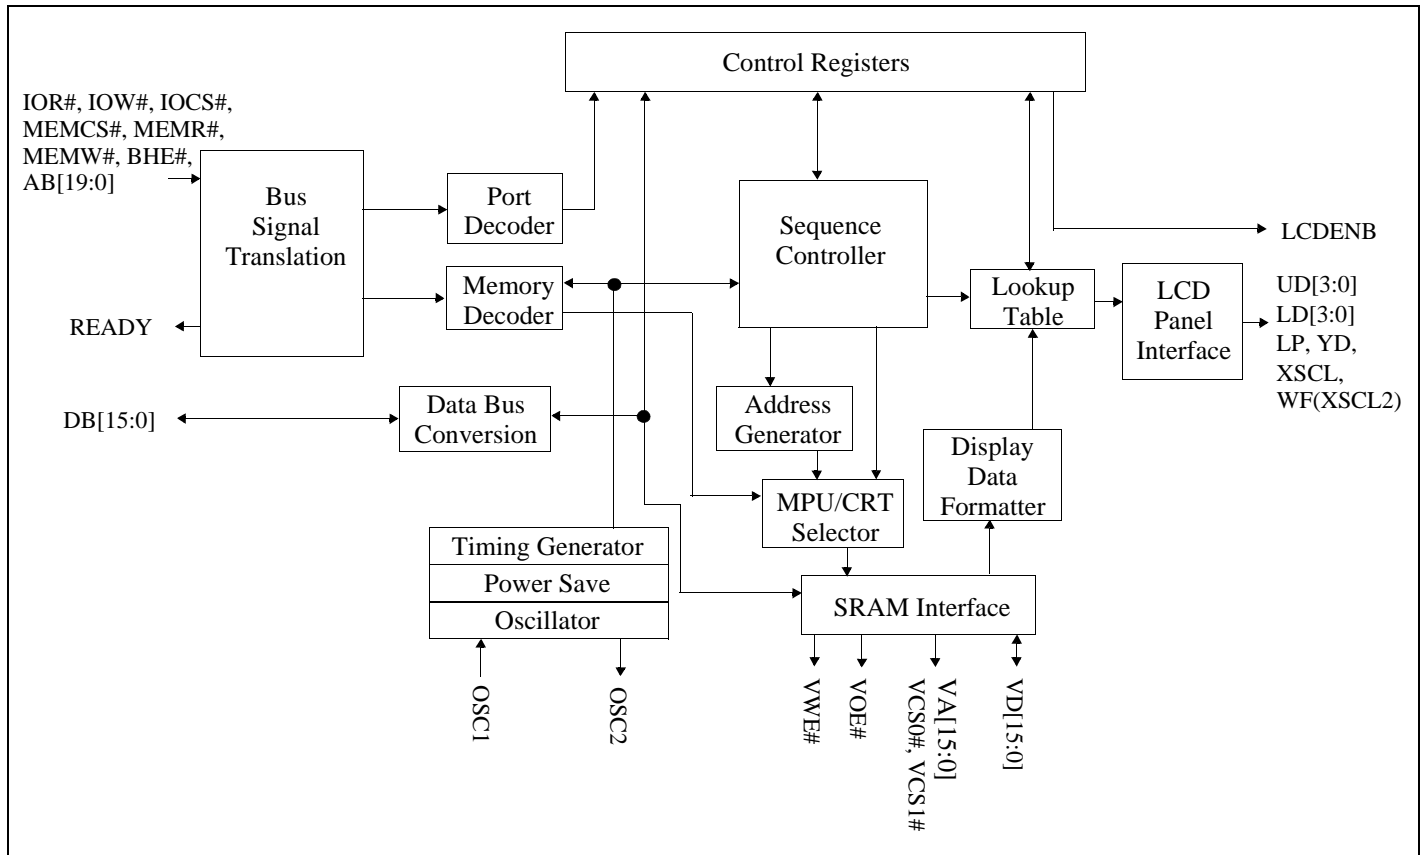 Control Registers
IOR#, IOW#, IOCS#,
MEMCS#, MEMR#,
MEMW#, BHE#,
AB[19:0]
Bus
Signal
Translation
Port
Decoder
Sequence
Controller
LCDENB
Memory
Decoder
Lookup
Table
LCD
Panel
Interface
UD[3:0]
LD[3:0]
LP, YD,
XSCL,
WF(XSCL2)
READY
DB[15:0]
Data Bus
Conversion
Address
Generator
Display
Data
Formatter
MPU/CRT
Selector
Timing Generator
Power Save
Oscillator
SRAM Interface
OSC1
OSC2
VWE#
VOE#
VA[15:0]
VCS0#, VCS1#
VD[15:0]